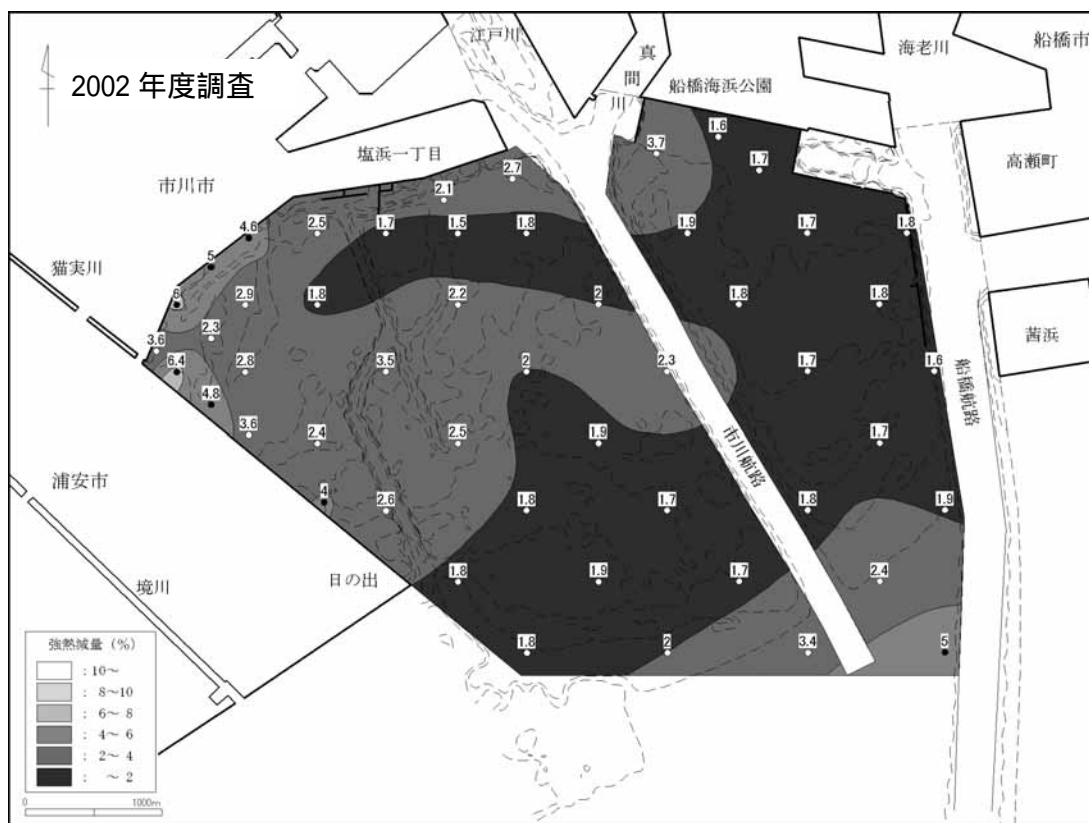 2002 年度調査
江戸川
真間川
船橋海浜公園
海老川
船橋市
高瀬町
茜浜
船橋航路
市川航路
塩浜一丁目
市川市
猫実川
浦安市
境川
日の出
1.6
3.7
1.7
2.7
2.1
4.6
2.5
1.7
1.5
1.8
1.9
1.7
1.8
5
6
2.9
1.8
2.2
2
1.8
1.8
2.3
3.6
6.4
2.8
3.5
2
2.3
1.7
1.6
4.8
3.6
2.4
2.5
1.9
1.7
4
2.6
1.8
1.7
1.8
1.9
1.8
1.9
1.7
2.4
1.8
2
3.4
5
強熱減量 (%)
: 10～
: 8～10
: 6～ 8
: 4～ 6
: 2～ 4
: ～ 2
0 1000m